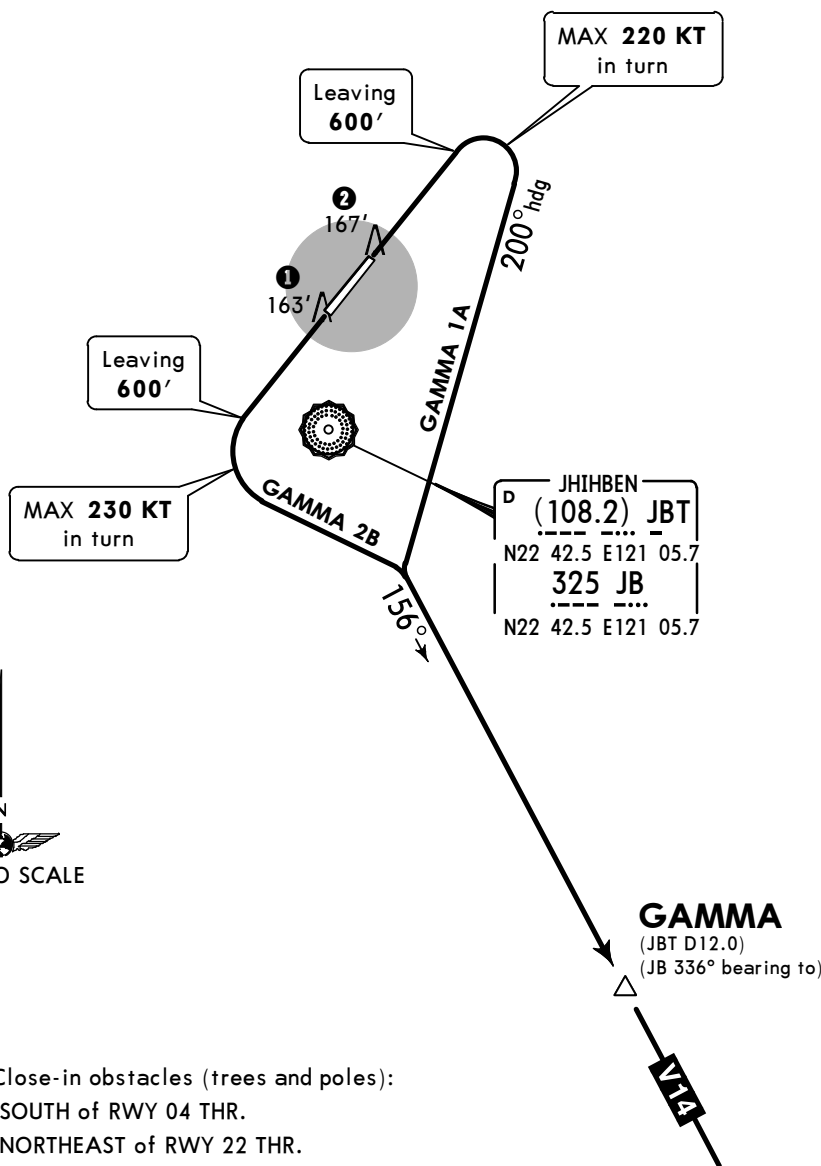 MAX 220 KT
in turn
Leaving
600'
❷
167'
200°hdg
❶
163'
GAMMA 1A
Leaving
600'
MAX 230 KT
in turn
GAMMA 2B
JHIHBEN
D (108.2) JBT
N22 42.5 E121 05.7
325 JB
N22 42.5 E121 05.7
156°
O SCALE
GAMMA
(JBT D12.0)
(JB 336° bearing to)
V14
Close-in obstacles (trees and poles):
SOUTH of RWY 04 THR.
NORTHEAST of RWY 22 THR.